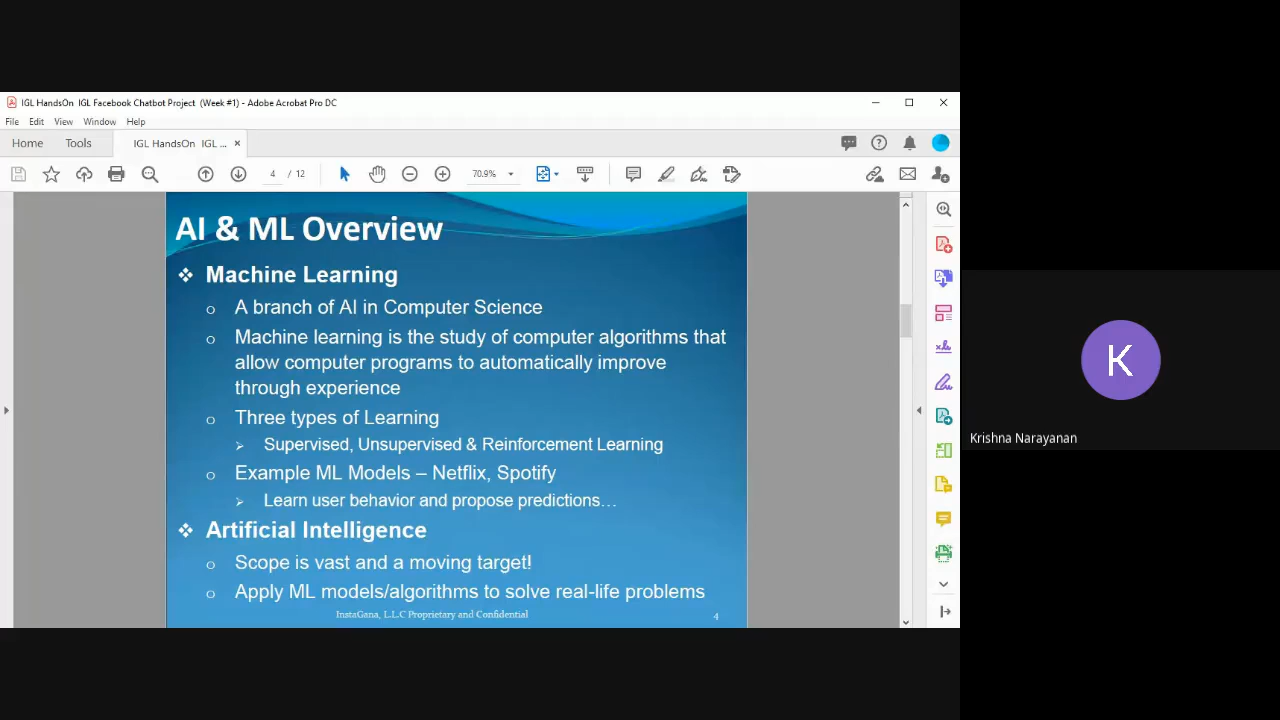 IGL HandsOn  IGL Facebook Chatbot Project  (Week #1) - Adobe Acrobat Pro DC
File Edit View Window Help
Home Tools IGL HandsOn  IGL ... ×
4 / 12 70.9%
AI & ML Overview
❖ Machine Learning
o A branch of AI in Computer Science
o Machine learning is the study of computer algorithms that
allow computer programs to automatically improve
through experience
o Three types of Learning
➢ Supervised, Unsupervised & Reinforcement Learning
o Example ML Models – Netflix, Spotify
➢ Learn user behavior and propose predictions…
❖ Artificial Intelligence
o Scope is vast and a moving target!
o Apply ML models/algorithms to solve real-life problems
InstaGana, L.L.C Proprietary and Confidential 4
K
Krishna Narayanan